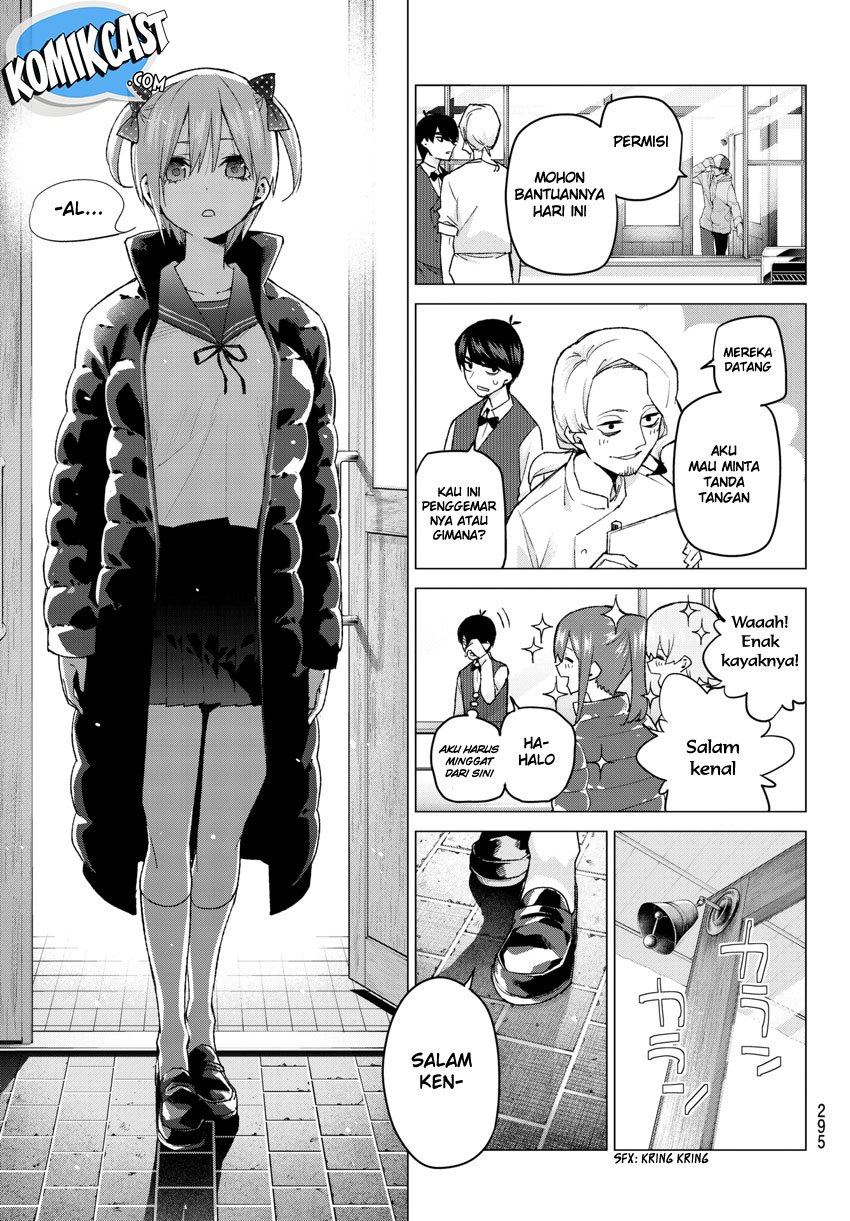 KOMIKCAST
.COM
PERMISI
MOHON
BANTUANNYA
HARI INI
MEREKA
DATANG
AKU
MAU MINTA
TANDA
TANGAN
KAU INI
PENGGEMAR
NYA ATAU
GIMANA?
Waaah!
Enak
kayaknya!
Salam
kenal
HA-
HALO
AKU HARUS
MINGGAT
DARI SINI
カラン
カラン
SFX: KRING KRING
SALAM
KEN-
-AL...
295